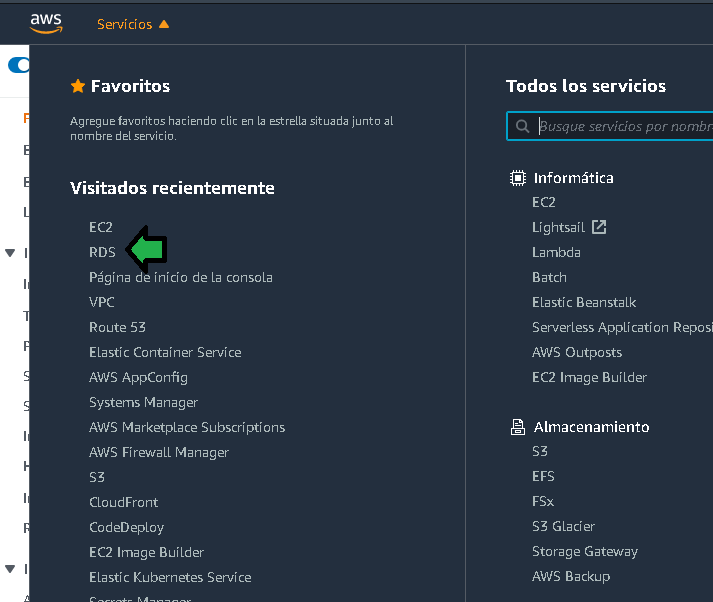 aws
Servicios
Favoritos
Agregue favoritos haciendo clic en la estrella situada junto al
nombre del servicio.
Visitados recientemente
EC2
RDS
Página de inicio de la consola
VPC
Route 53
Elastic Container Service
AWS AppConfig
Systems Manager
AWS Marketplace Subscriptions
AWS Firewall Manager
S3
CloudFront
CodeDeploy
EC2 Image Builder
Elastic Kubernetes Service
Secrets Manager
Todos los servicios
Busque servicios por nombre
Informática
EC2
Lightsail
Lambda
Batch
Elastic Beanstalk
Serverless Application Reposi
AWS Outposts
EC2 Image Builder
Almacenamiento
S3
EFS
FSx
S3 Glacier
Storage Gateway
AWS Backup